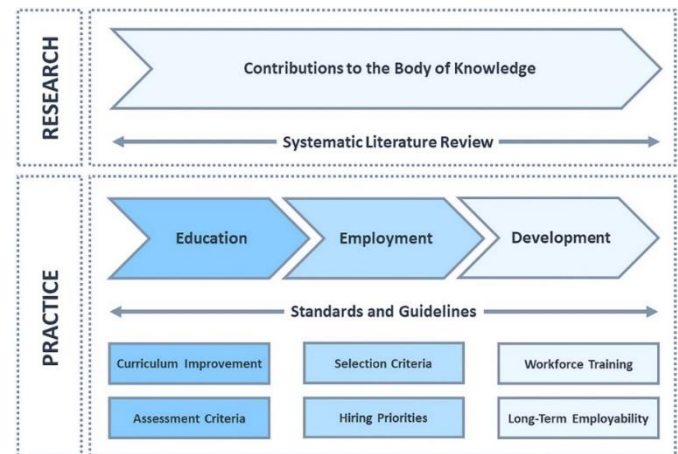 RESEARCH
Contributions to the Body of Knowledge
Systematic Literature Review
PRACTICE
Education
Employment
Development
Standards and Guidelines
Curriculum Improvement
Selection Criteria
Workforce Training
Assessment Criteria
Hiring Priorities
Long-Term Employability